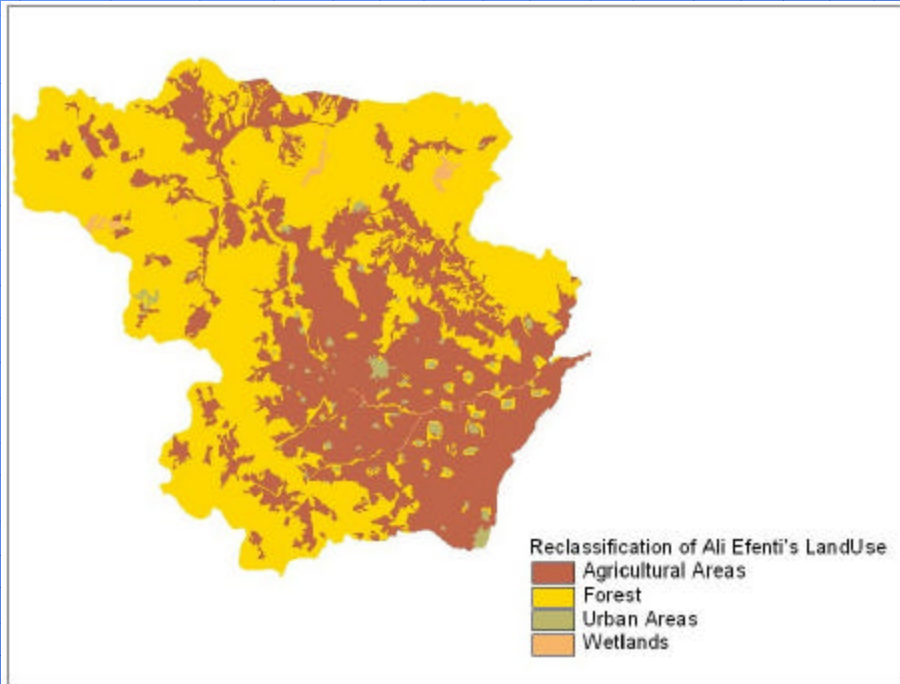 Reclassification of Ali Efenti's LandUse
Agricultural Areas
Forest
Urban Areas
Wetlands